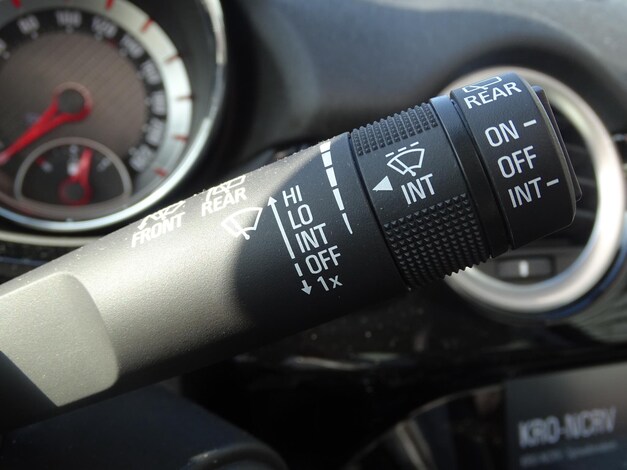 REAR
ON
OFF
INT
INT
HI
LO
INT
OFF
1x
REAR
FRONT
KRO-NCRV